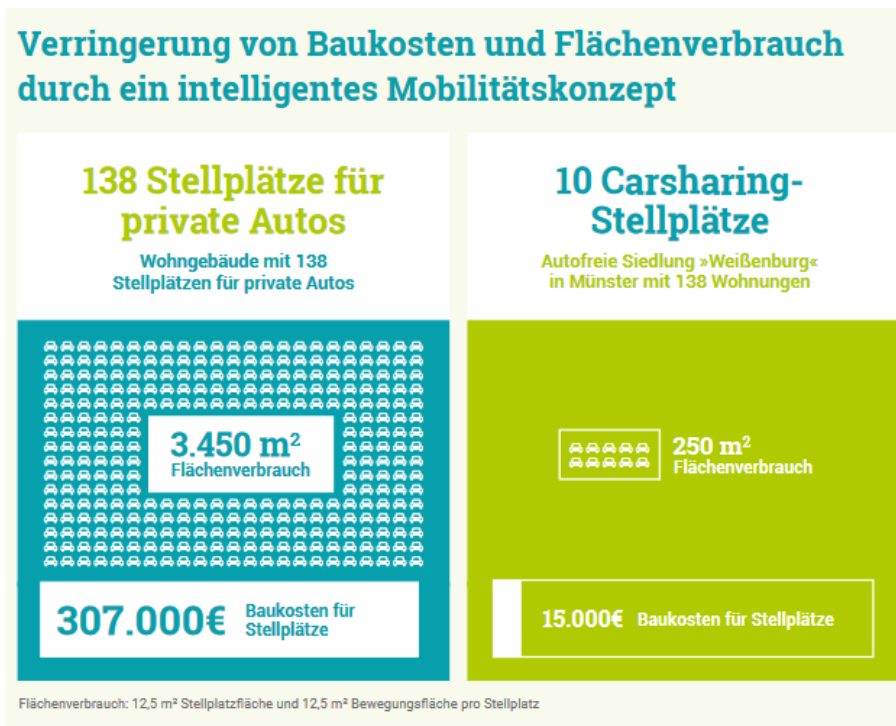 Verringerung von Baukosten und Flächenverbrauch
durch ein intelligentes Mobilitätskonzept
138 Stellplätze für
private Autos
Wohngebäude mit 138
Stellplätzen für private Autos
3.450 m²
Flächenverbrauch
307.000€
Baukosten für
Stellplätze
10 Carsharing-
Stellplätze
Autofreie Siedlung »Weißenburg«
in Münster mit 138 Wohnungen
250 m²
Flächenverbrauch
15.000€ Baukosten für Stellplätze
Flächenverbrauch: 12,5 m² Stellplatzfläche und 12,5 m² Bewegungsfläche pro Stellplatz